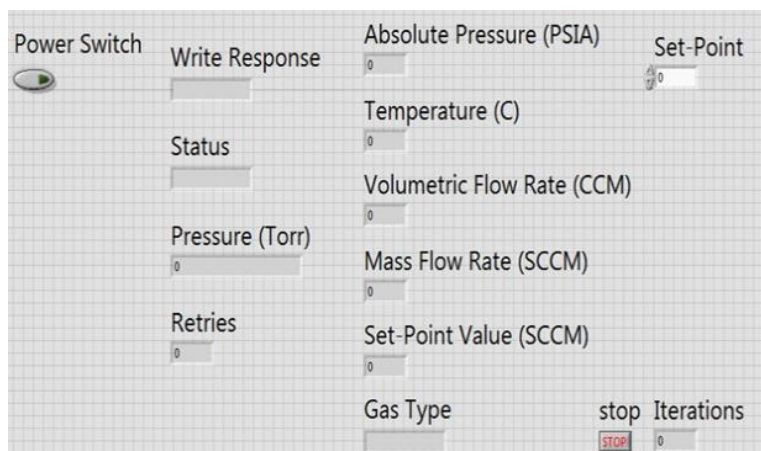 Power Switch
Write Response
Status
Pressure (Torr)
0
Retries
0
Absolute Pressure (PSIA)
0
Temperature (C)
0
Volumetric Flow Rate (CCM)
0
Mass Flow Rate (SCCM)
0
Set-Point Value (SCCM)
0
Gas Type
Set-Point
0
stop
STOP
Iterations
0